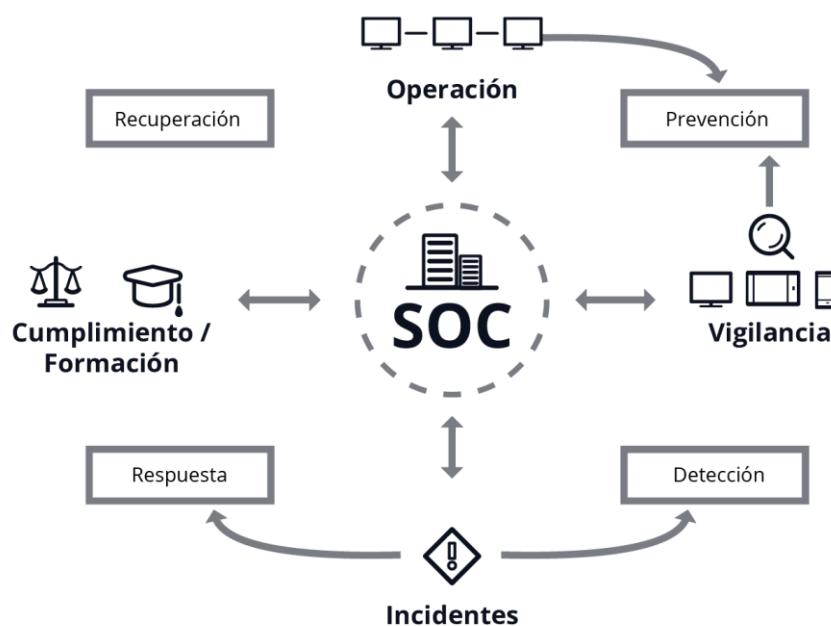 Operación
Recuperación
Prevención
SOC
Cumplimiento /
Formación
Vigilancia
Respuesta
Detección
Incidentes